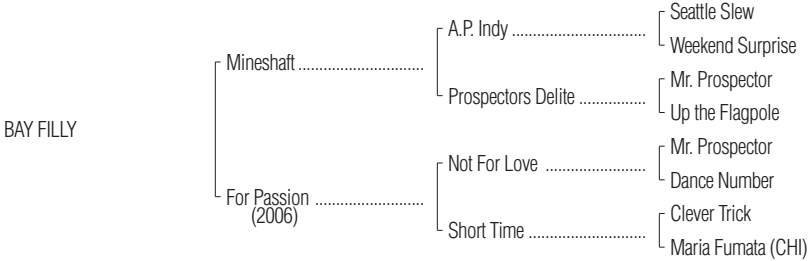 Seattle Slew
A.P. Indy ................................
Weekend Surprise
Mineshaft ..............................
Mr. Prospector
Prospectors Delite ................
Up the Flagpole
BAY FILLY
Mr. Prospector
Not For Love ........................
Dance Number
For Passion ..........................
(2006)
Clever Trick
Short Time ............................
Maria Fumata (CHI)